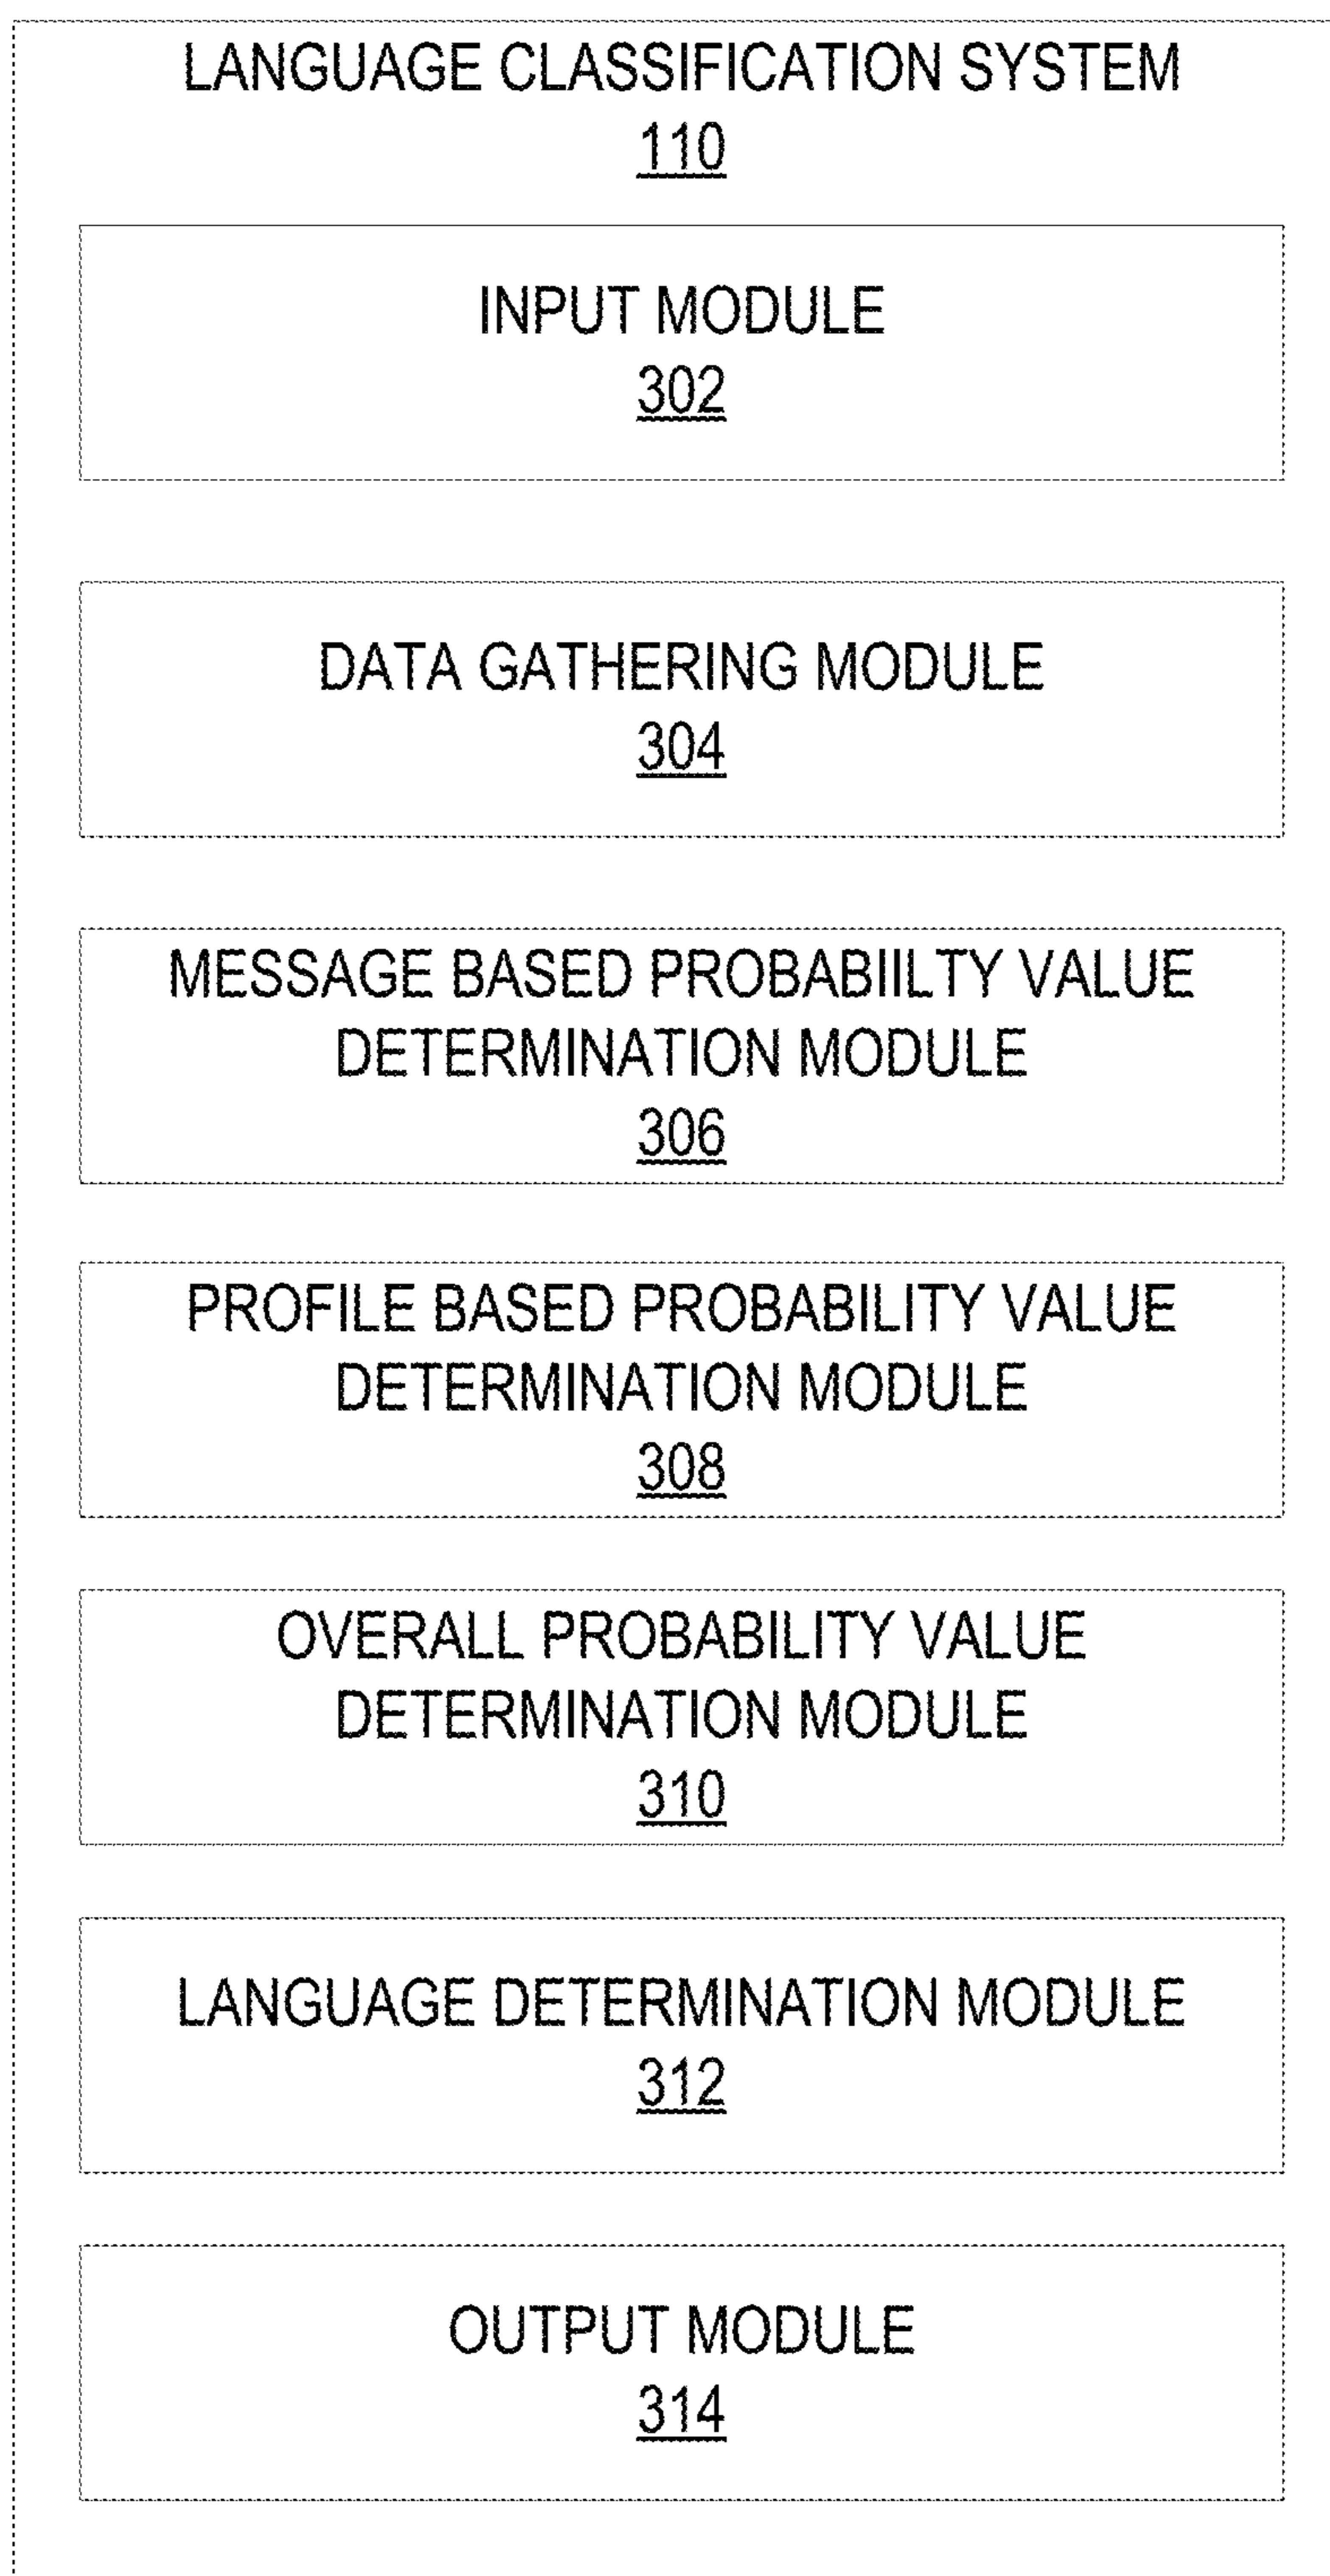 LANGUAGE CLASSIFICATION SYSTEM
110
INPUT MODULE
302
DATA GATHERING MODULE
304
MESSAGE BASED PROBABIILTY VALUE
DETERMINATION MODULE
306
PROFILE BASED PROBABILITY VALUE
DETERMINATION MODULE
308
OVERALL PROBABILITY VALUE
DETERMINATION MODULE
310
LANGUAGE DETERMINATION MODULE
312
OUTPUT MODULE
314